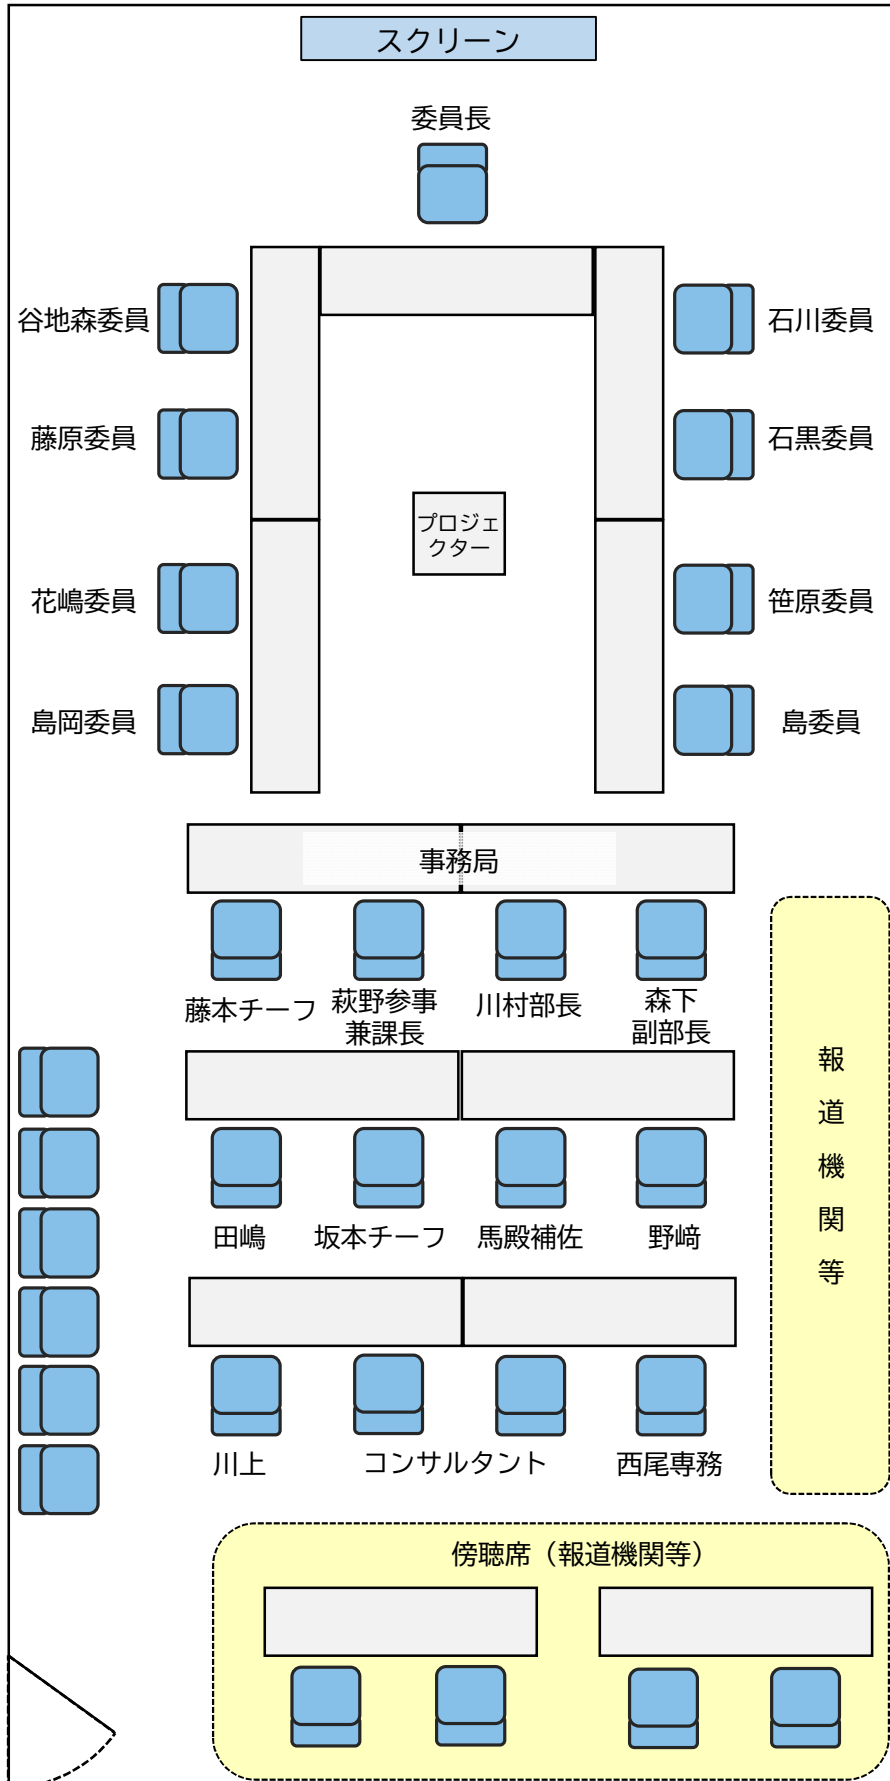 スクリーン
委員長
谷地森委員
石川委員
藤原委員
石黒委員
プロジェ
クター
花嶋委員
笹原委員
島岡委員
島委員
事務局
藤本チーフ
萩野参事
兼課長
川村部長
森下
副部長
報道機関等
田嶋
坂本チーフ
馬殿補佐
野﨑
川上
コンサルタント
西尾専務
傍聴席（報道機関等）